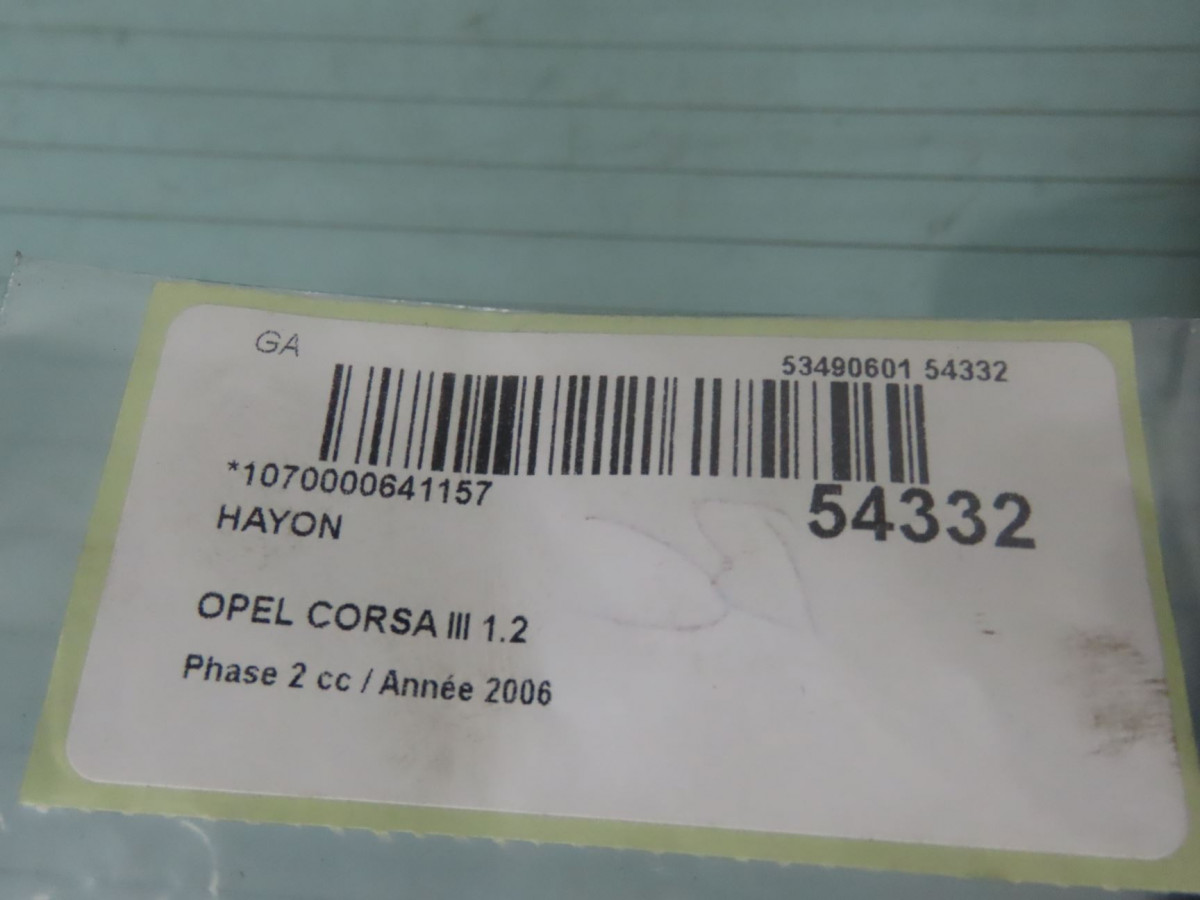 GA
53490601 54332
*1070000641157
54332
HAYON
OPEL CORSA III 1.2
Phase 2 cc / Année 2006